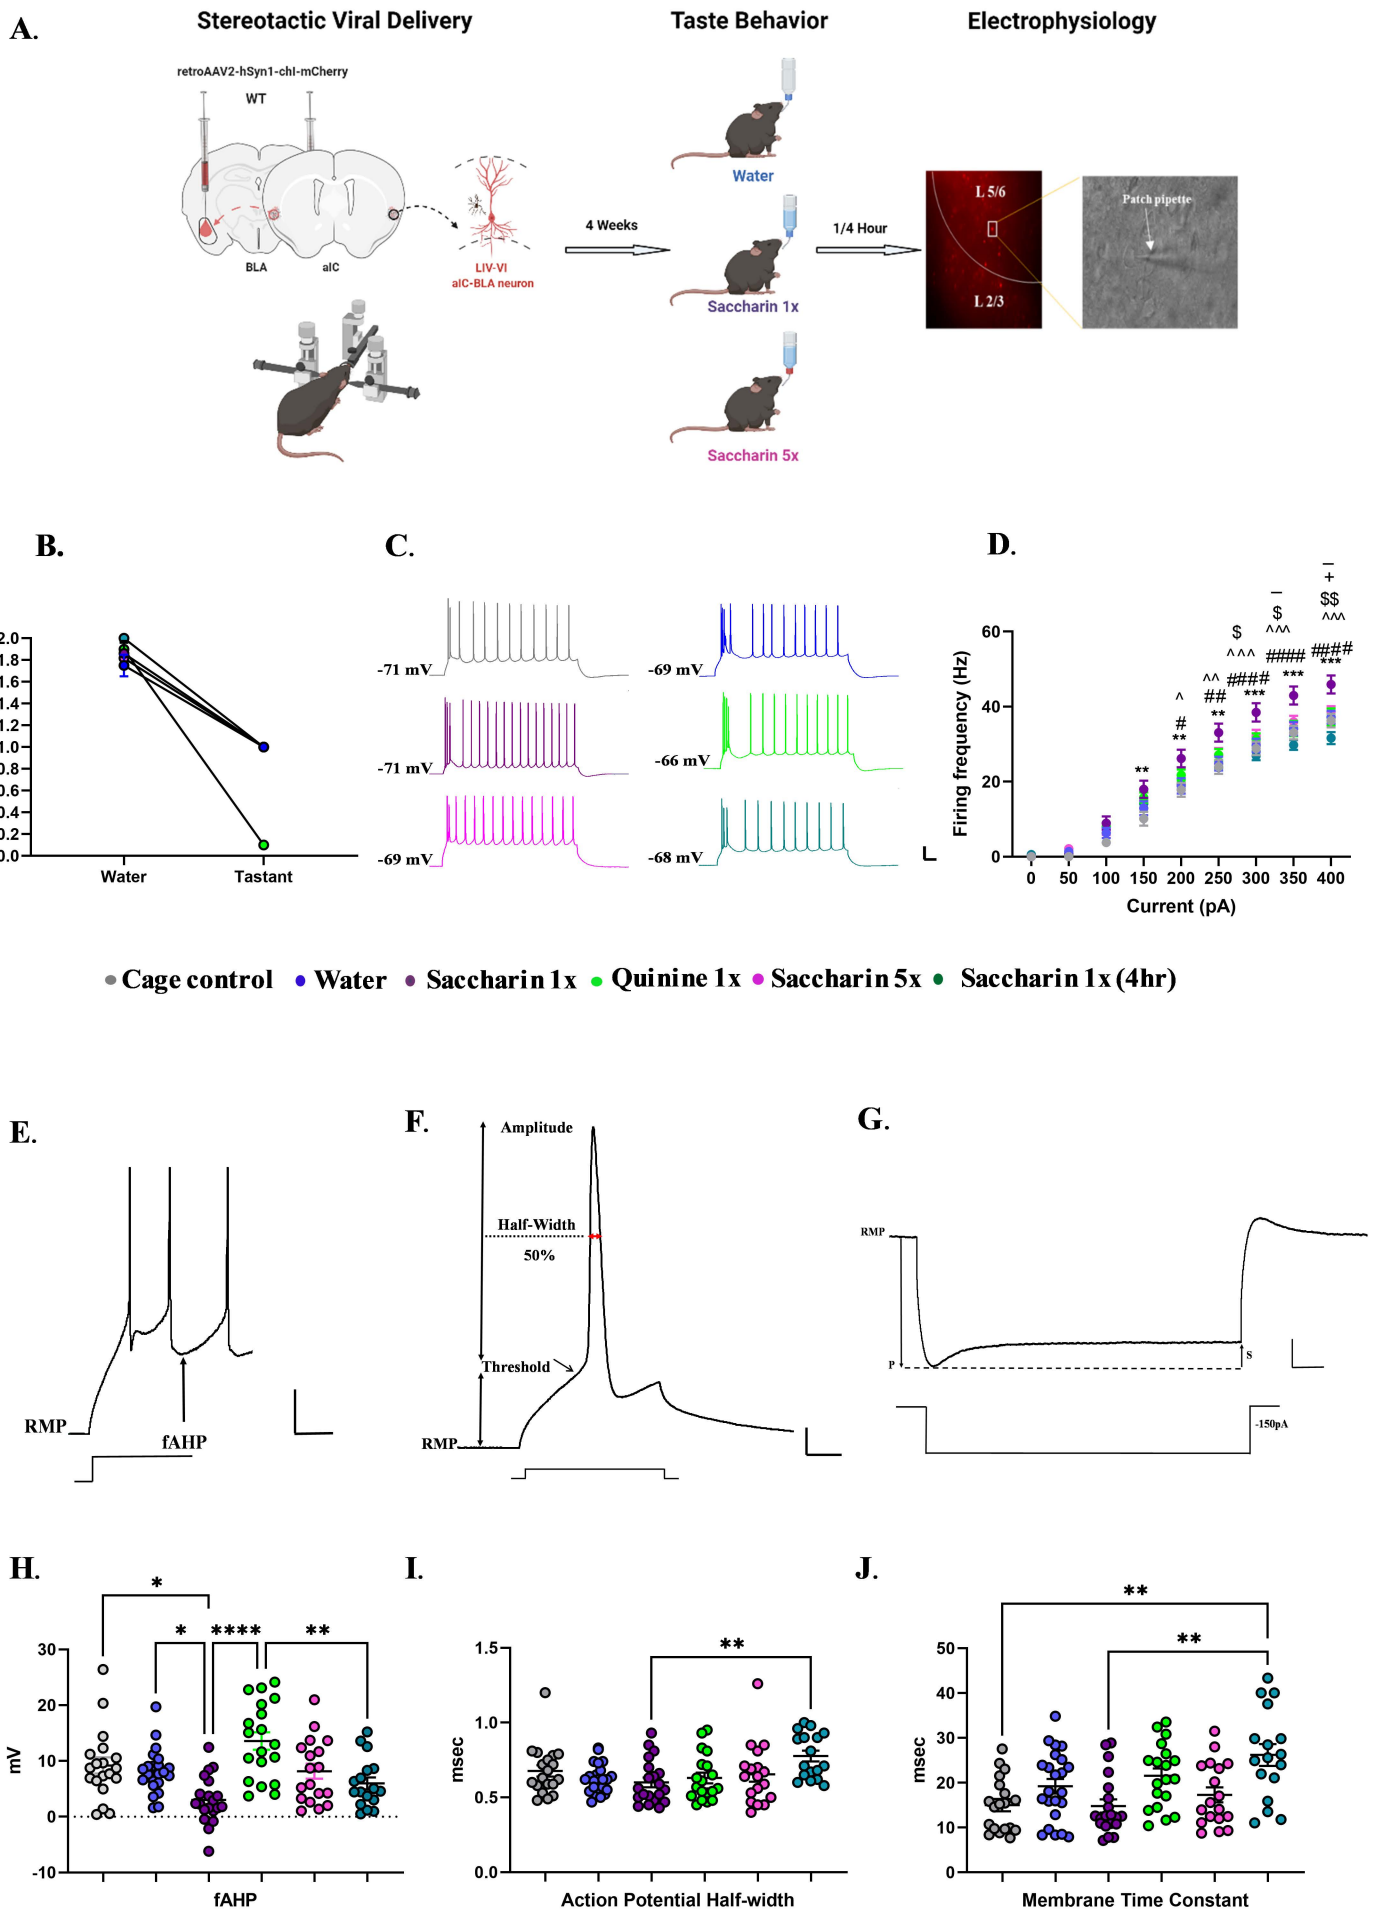 A.
Stereotactic Viral Delivery
Taste Behavior
Electrophysiology
retroAAV2-hSyn1-chI-mCherry
WT
BLA
aIC
LIV-VI
aIC-BLA neuron
4 Weeks
Water
Saccharin 1x
Saccharin 5x
1/4 Hour
L 5/6
L 2/3
Patch pipette
B.
2.0
1.8
1.6
1.4
1.2
1.0
0.8
0.6
0.4
0.2
0.0
Water Tastant
C.
-71 mV
-69 mV
-71 mV
-66 mV
-69 mV
-68 mV
D.
Firing frequency (Hz)
60
40
20
0
** 
^
#
**
^^
##
**
$
^^^
####
***
–
$
^^^
####
***
–
+
$$
^^^
####
***
0 50 100 150 200 250 300 350 400
Current (pA)
Cage control Water Saccharin 1x Quinine 1x Saccharin 5x Saccharin 1x (4hr)
E.
RMP
fAHP
F.
Amplitude
Half-Width
50%
Threshold
RMP
G.
RMP
P
S
-150pA
H.
mV
30
20
10
0
-10
*
* **** **
fAHP
I.
msec
1.5
1.0
0.5
0.0
**
Action Potential Half-width
J.
msec
50
40
30
20
10
0
**
**
Membrane Time Constant